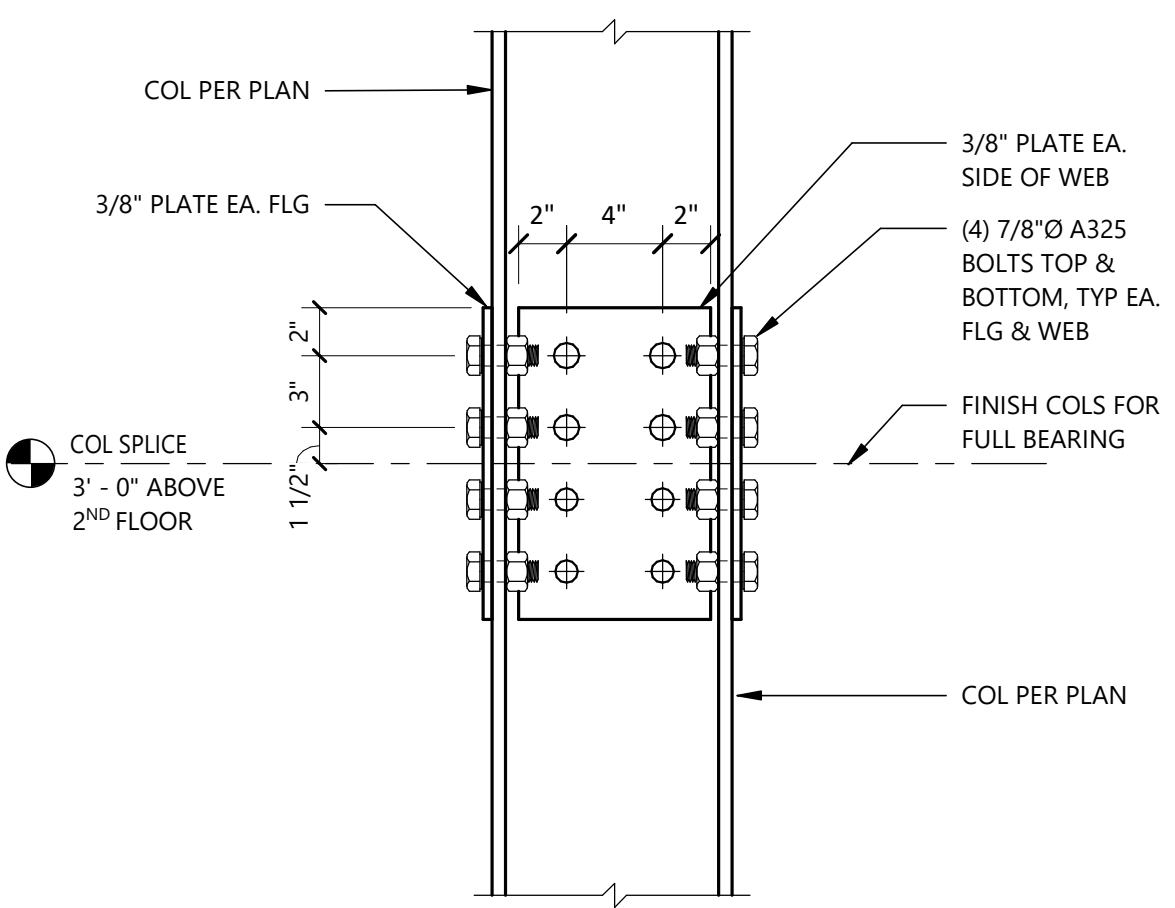 COL PER PLAN
3/8" PLATE EA.
SIDE OF WEB
3/8" PLATE EA. FLG
2"
4"
2"
(4) 7/8"Ø A325
BOLTS TOP &
BOTTOM, TYP EA.
FLG & WEB
2"
3"
1 1/2"
FINISH COLS FOR
FULL BEARING
COL SPLICE
3' - 0" ABOVE
2ND FLOOR
COL PER PLAN